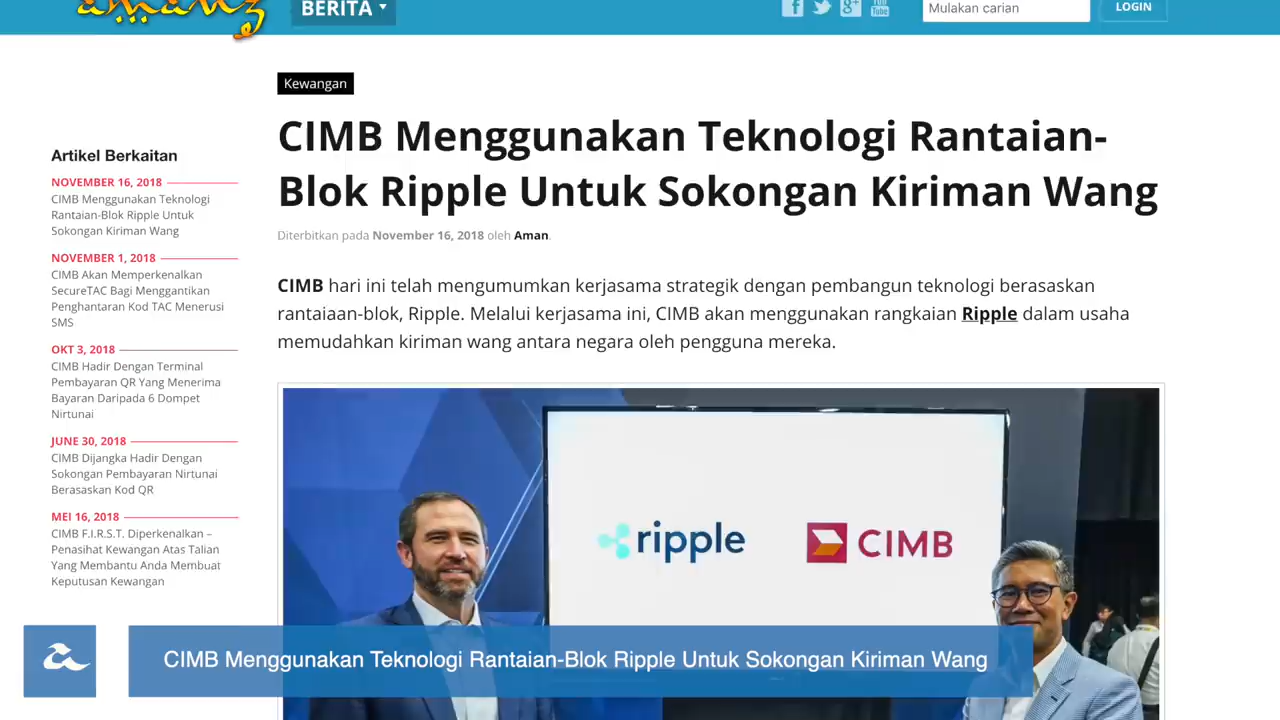 amanz
BERITA
Mulakan carian
LOGIN
Kewangan
CIMB Menggunakan Teknologi Rantaian-
Blok Ripple Untuk Sokongan Kiriman Wang
Diterbitkan pada November 16, 2018 oleh Aman.
CIMB hari ini telah mengumumkan kerjasama strategik dengan pembangun teknologi berasaskan
rantaiaan-blok, Ripple. Melalui kerjasama ini, CIMB akan menggunakan rangkaian Ripple dalam usaha
memudahkan kiriman wang antara negara oleh pengguna mereka.
Artikel Berkaitan
NOVEMBER 16, 2018
CIMB Menggunakan Teknologi
Rantaian-Blok Ripple Untuk
Sokongan Kiriman Wang
NOVEMBER 1, 2018
CIMB Akan Memperkenalkan
SecureTAC Bagi Menggantikan
Penghantaran Kod TAC Menerusi
SMS
OKT 3, 2018
CIMB Hadir Dengan Terminal
Pembayaran QR Yang Menerima
Bayaran Daripada 6 Dompet
Nirtunai
JUNE 30, 2018
CIMB Dijangka Hadir Dengan
Sokongan Pembayaran Nirtunai
Berasaskan Kod QR
MEI 16, 2018
CIMB F.I.R.S.T. Diperkenalkan –
Penasihat Kewangan Atas Talian
Yang Membantu Anda Membuat
Keputusan Kewangan
ripple
CIMB
CIMB Menggunakan Teknologi Rantaian-Blok Ripple Untuk Sokongan Kiriman Wang